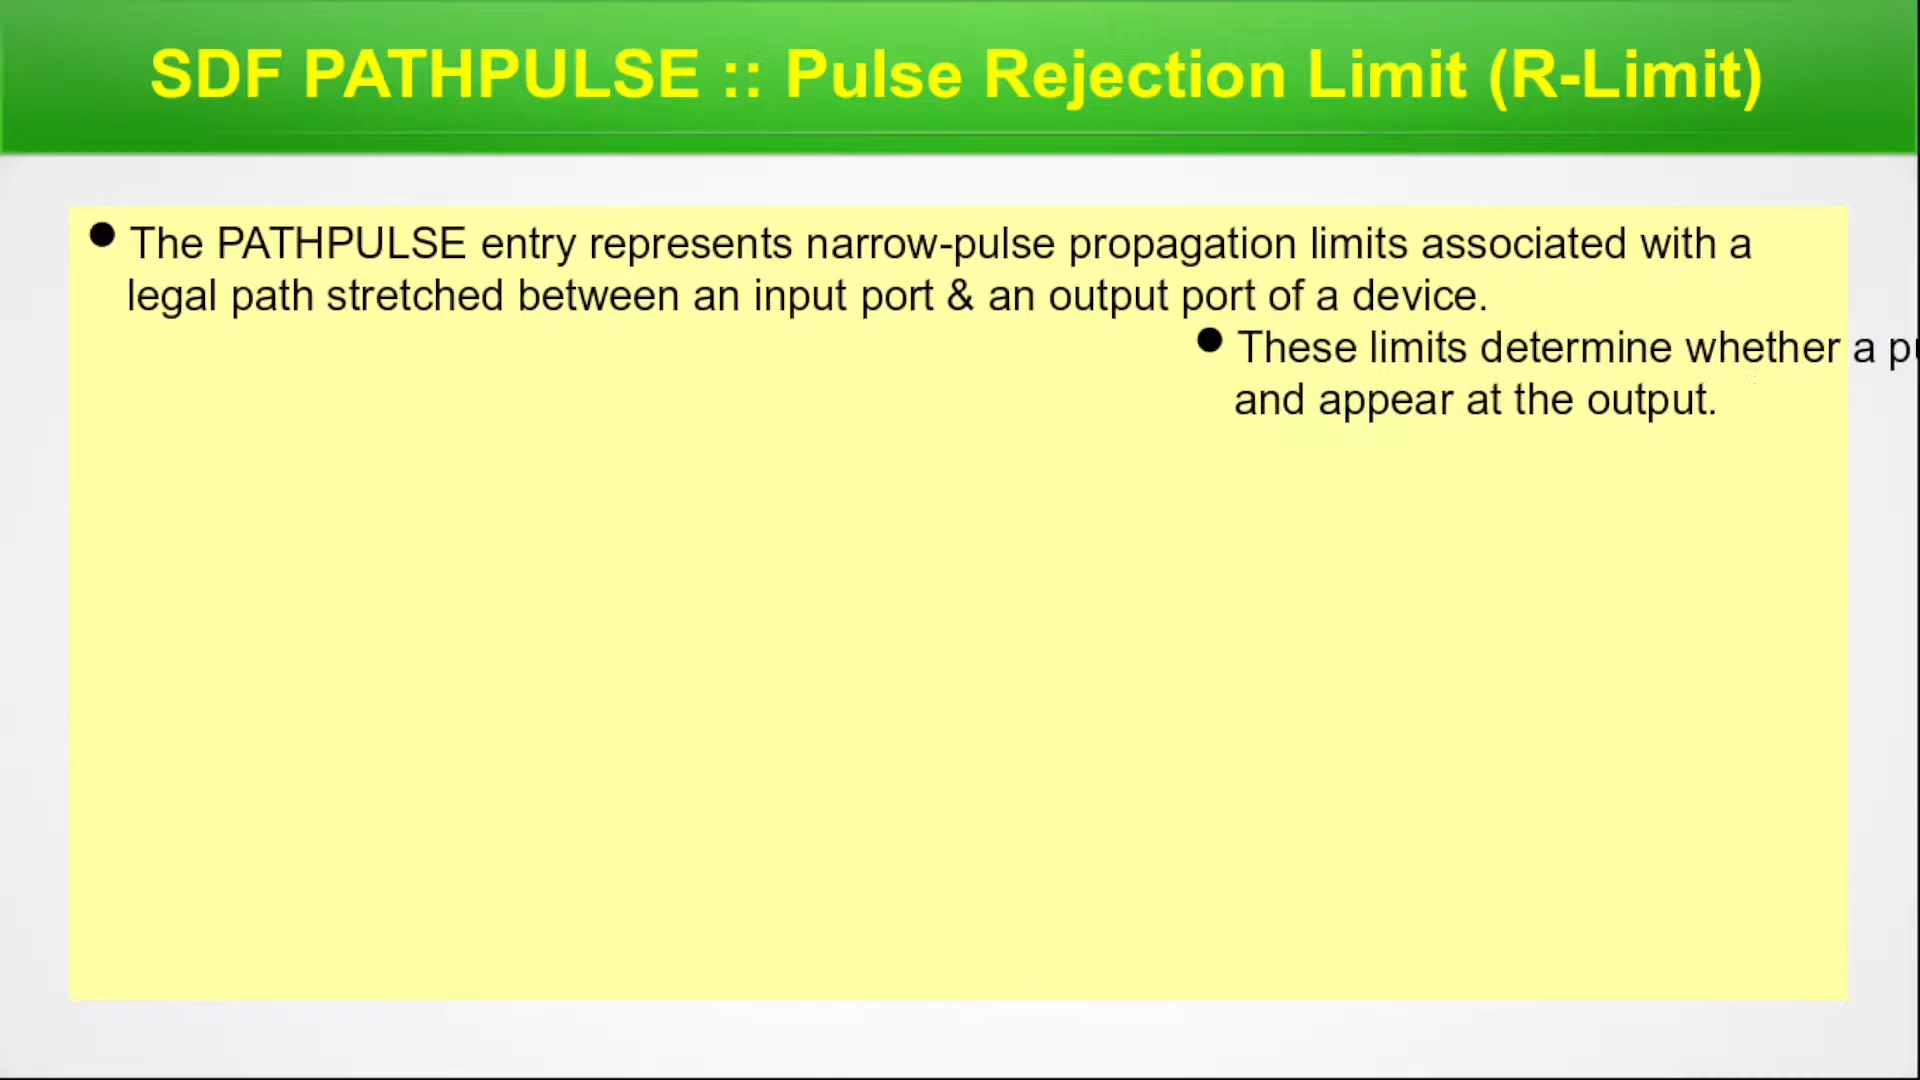 SDF PATHPULSE :: Pulse Rejection Limit (R-Limit)
● The PATHPULSE entry represents narrow-pulse propagation limits associated with a
legal path stretched between an input port & an output port of a device.
● These limits determine whether a
and appear at the output.